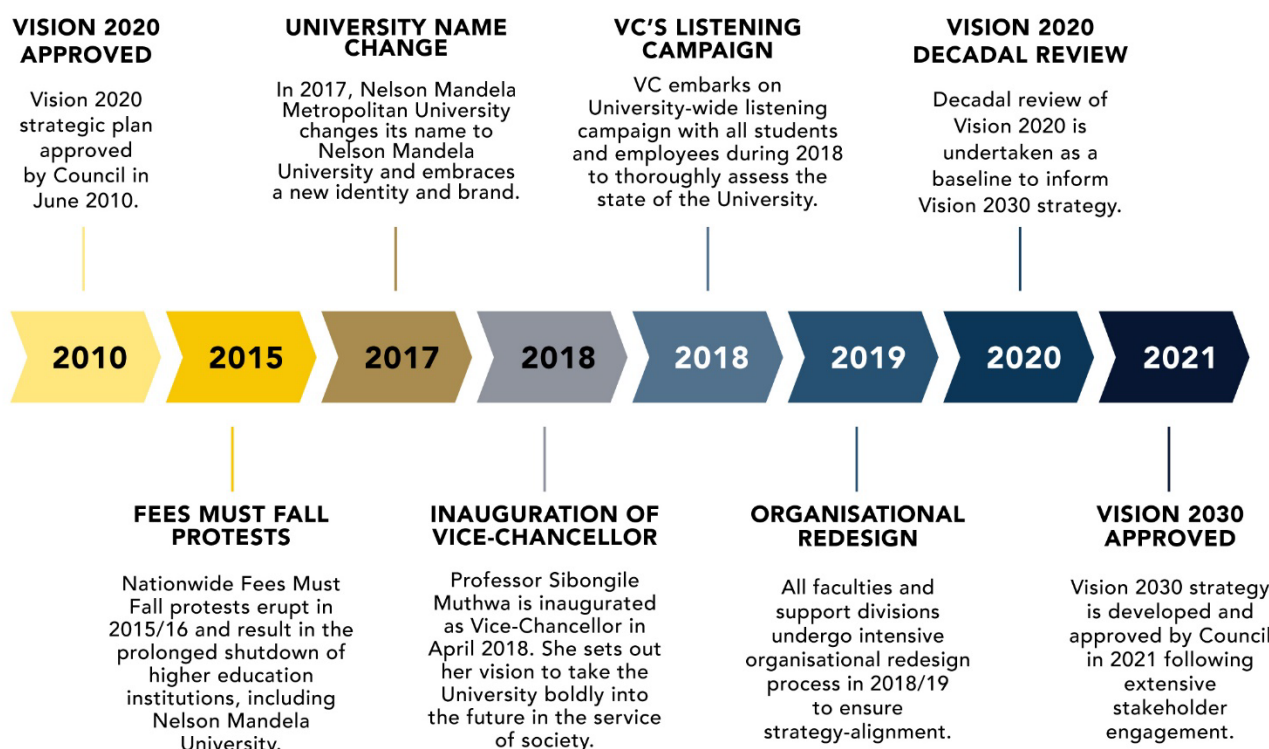 VISION 2020
APPROVED
Vision 2020
strategic plan
approved
by Council in
June 2010.
UNIVERSITY NAME
CHANGE
In 2017, Nelson Mandela
Metropolitan University
changes its name to
Nelson Mandela
University and embraces
a new identity and brand.
VC’S LISTENING
CAMPAIGN
VC embarks on
University-wide listening
campaign with all students
and employees during 2018
to thoroughly assess the
state of the University.
VISION 2020
DECADAL REVIEW
Decadal review of
Vision 2020 is
undertaken as a
baseline to inform
Vision 2030 strategy.
2010
2015
2017
2018
2018
2019
2020
2021
FEES MUST FALL
PROTESTS
Nationwide Fees Must
Fall protests erupt in
2015/16 and result in the
prolonged shutdown of
higher education
institutions, including
Nelson Mandela
University.
INAUGURATION OF
VICE-CHANCELLOR
Professor Sibongile
Muthwa is inaugurated
as Vice-Chancellor in
April 2018. She sets out
her vision to take the
University boldly into
the future in the service
of society.
ORGANISATIONAL
REDESIGN
All faculties and
support divisions
undergo intensive
organisational redesign
process in 2018/19
to ensure
strategy-alignment.
VISION 2030
APPROVED
Vision 2030 strategy
is developed and
approved by Council
in 2021 following
extensive
stakeholder
engagement.